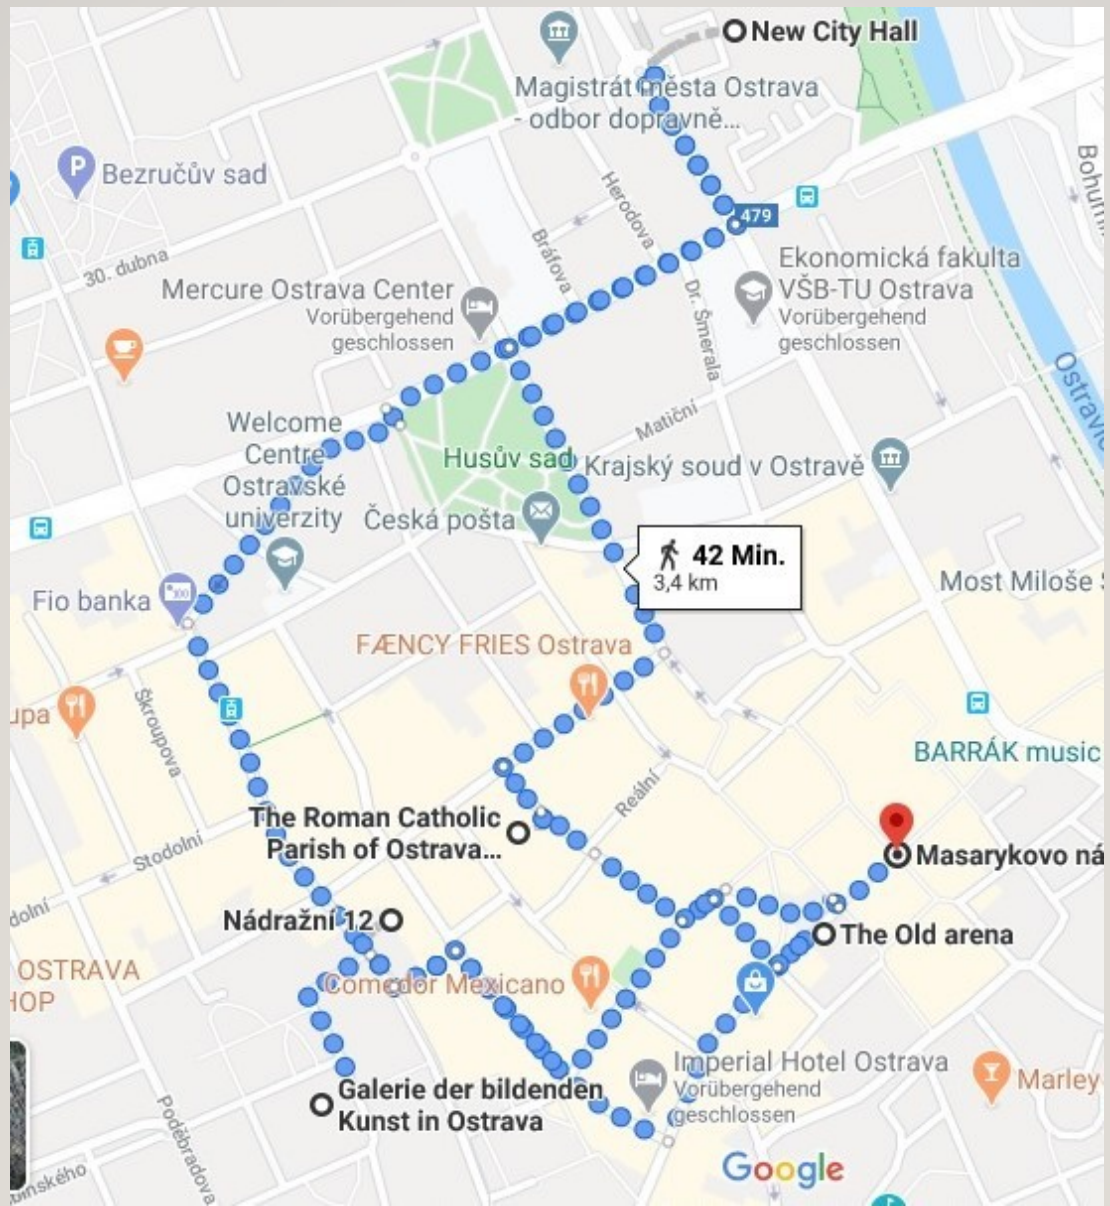 New City Hall
Magistrát města Ostrava
- odbor dopravně...
Bezručův sad
Herodova
479
Bráfova
30. dubna
Mercure Ostrava Center
Vorübergehend
geschlossen
Ekonomická fakulta
VŠB-TU Ostrava
Vorübergehend
geschlossen
Dr. Šmerala
Matiční
Welcome
Centre
Ostravské
univerzity
Husův sad
Krajský soud v Ostravě
Česká pošta
42 Min.
3,4 km
Fio banka
Most Miloše
FÆNCY FRIES Ostrava
Škroupova
BARRÁK music
Reální
The Roman Catholic
Parish of Ostrava...
Stodolní
Masarykovo ná
Nádražní 12
The Old arena
OSTRAVA
Comedor Mexicano
Imperial Hotel Ostrava
Vorübergehend
geschlossen
Marley
Galerie der bildenden
Kunst in Ostrava
Poděbradova
Google